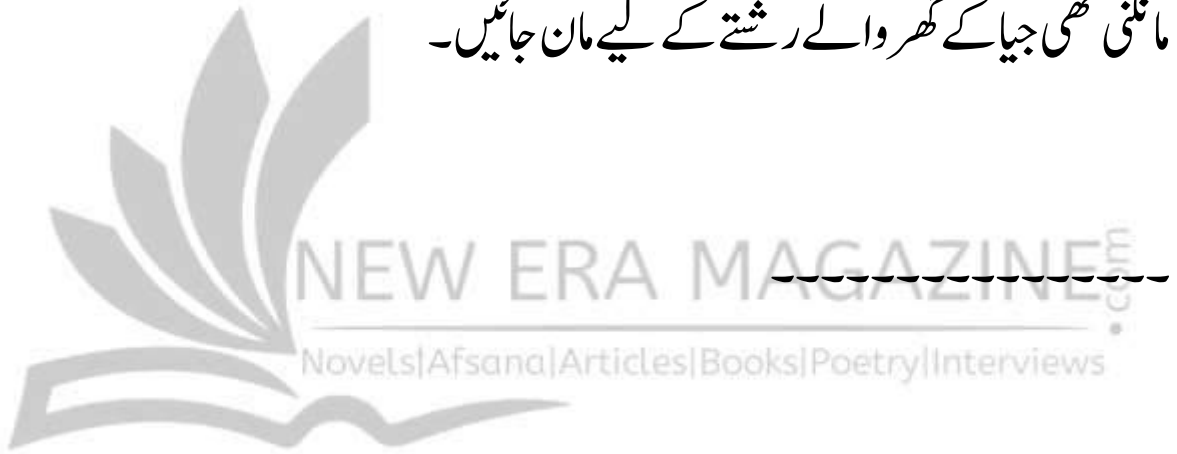 مانگنی تھی جیا کے گھر والے رشتے کے لیے مان جائیں۔
۔۔۔۔۔۔۔۔۔۔۔۔۔۔۔۔
NEW ERA MAGAZINE.com
Novels|Afsana|Articles|Books|Poetry|Interviews